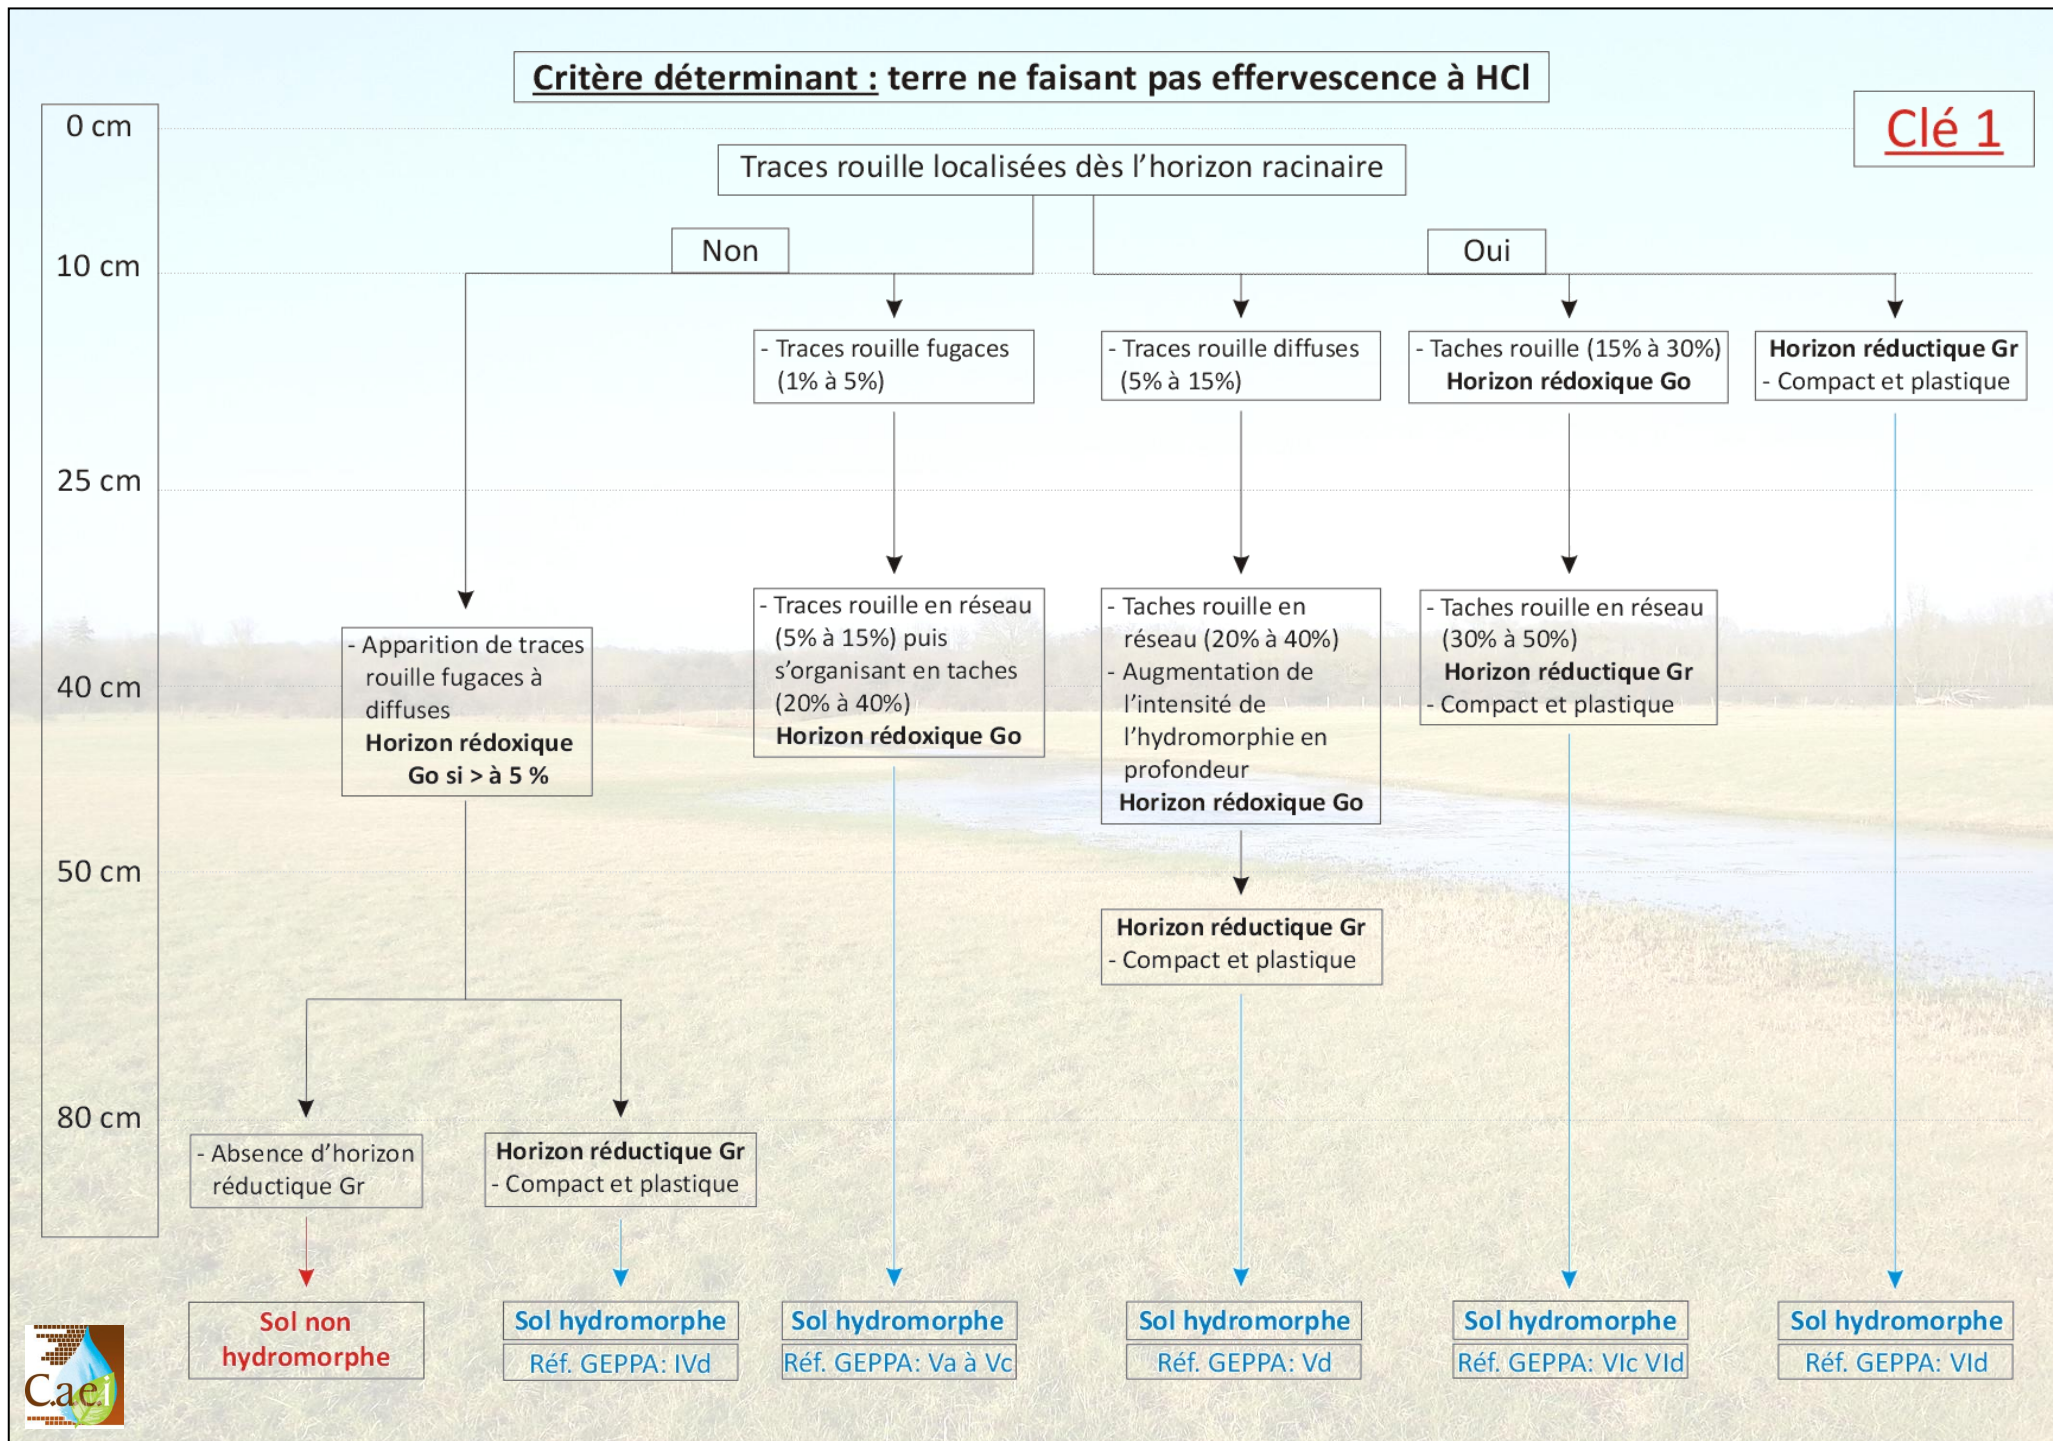 Critère déterminant : terre ne faisant pas effervescence à HCl
Clé 1
0 cm
10 cm
25 cm
40 cm
50 cm
80 cm
Traces rouille localisées dès l’horizon racinaire
Non
Oui
- Traces rouille fugaces
(1% à 5%)
- Traces rouille diffuses
(5% à 15%)
- Taches rouille (15% à 30%)
Horizon rédoxique Go
Horizon réductique Gr
- Compact et plastique
- Apparition de traces
rouille fugaces à
diffuses
Horizon rédoxique
Go si > à 5 %
- Traces rouille en réseau
(5% à 15%) puis
s’organisant en taches
(20% à 40%)
Horizon rédoxique Go
- Taches rouille en
réseau (20% à 40%)
- Augmentation de
l’intensité de
l’hydromorphie en
profondeur
Horizon rédoxique Go
- Taches rouille en réseau
(30% à 50%)
Horizon réductique Gr
- Compact et plastique
Horizon réductique Gr
- Compact et plastique
- Absence d’horizon
réductique Gr
Horizon réductique Gr
- Compact et plastique
Sol non
hydromorphe
Sol hydromorphe
Réf. GEPPA: IVd
Sol hydromorphe
Réf. GEPPA: Va à Vc
Sol hydromorphe
Réf. GEPPA: Vd
Sol hydromorphe
Réf. GEPPA: VIc VId
Sol hydromorphe
Réf. GEPPA: VId
C.a.e.i